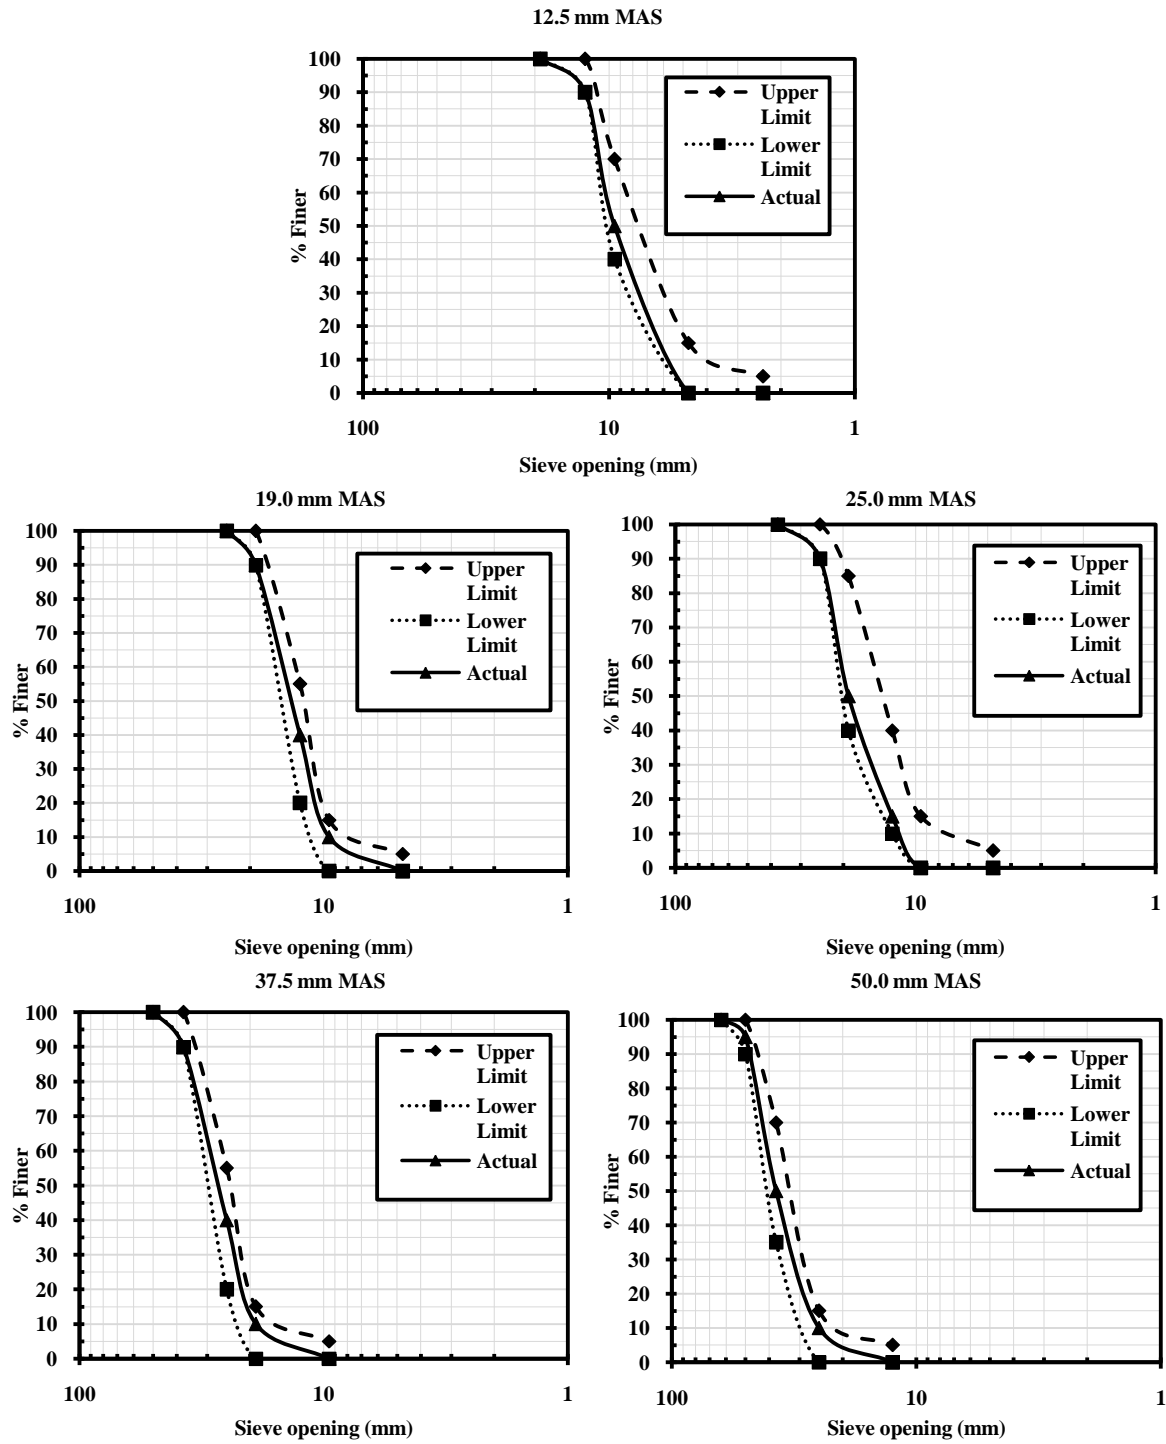 12.5 mm MAS
100
90
80
70
60
50
40
30
20
10
0
% Finer
Upper
Limit
Lower
Limit
Actual
100 10 1
Sieve opening (mm)
19.0 mm MAS
100
90
80
70
60
50
40
30
20
10
0
% Finer
Upper
Limit
Lower
Limit
Actual
100 10 1
Sieve opening (mm)
25.0 mm MAS
100
90
80
70
60
50
40
30
20
10
0
% Finer
Upper
Limit
Lower
Limit
Actual
100 10 1
Sieve opening (mm)
37.5 mm MAS
100
90
80
70
60
50
40
30
20
10
0
% Finer
Upper
Limit
Lower
Limit
Actual
100 10 1
Sieve opening (mm)
50.0 mm MAS
100
90
80
70
60
50
40
30
20
10
0
% Finer
Upper
Limit
Lower
Limit
Actual
100 10 1
Sieve opening (mm)